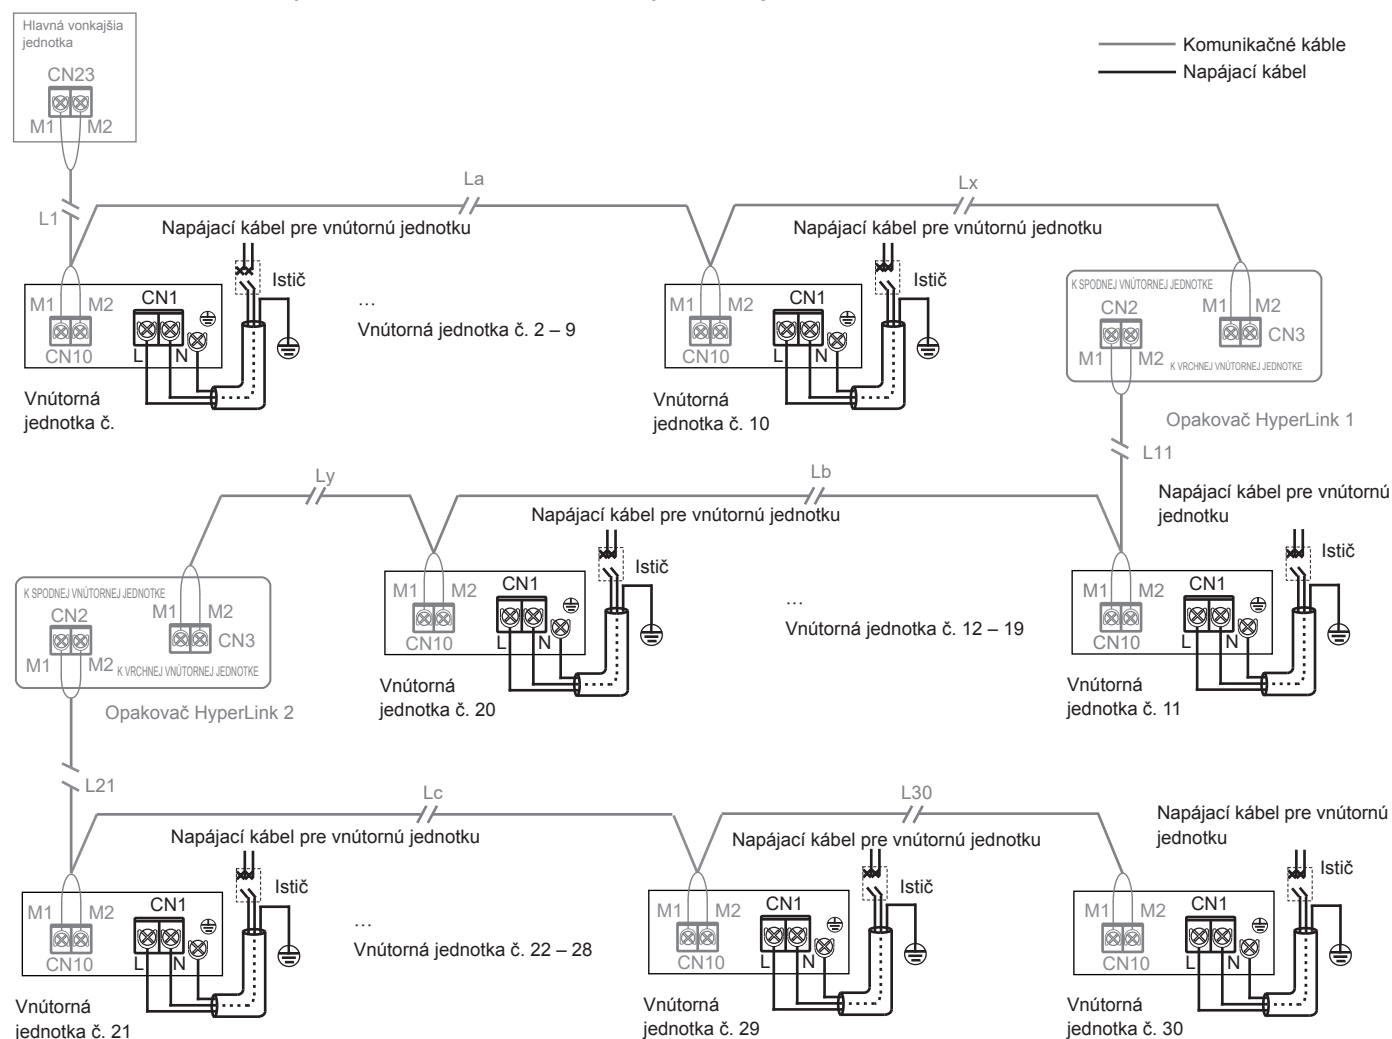 Hlavná vonkajšia
jednotka
CN23
M1 M2
Komunikačné káble
Napájací kábel
L1
La
Lx
Napájací kábel pre vnútornú jednotku
Istič
M1 M2 CN1
CN10 L N
Vnútorná
jednotka č.
...
Vnútorná jednotka č. 2 – 9
Napájací kábel pre vnútornú jednotku
Istič
M1 M2 CN1
CN10 L N
Vnútorná
jednotka č. 10
K SPODNEJ VNÚTORNEJ JEDNOTKE
CN2 M1 M2
CN3
M1 M2 K VRCHNEJ VNÚTORNEJ JEDNOTKE
Opakovač HyperLink 1
L11
Ly
Lb
Napájací kábel pre vnútornú
jednotku
Istič
M1 M2 CN1
CN10 L N
Vnútorná
jednotka č. 11
...
Vnútorná jednotka č. 12 – 19
Napájací kábel pre vnútornú jednotku
Istič
M1 M2 CN1
CN10 L N
Vnútorná
jednotka č. 20
K SPODNEJ VNÚTORNEJ JEDNOTKE
CN2 M1 M2
CN3
M1 M2 K VRCHNEJ VNÚTORNEJ JEDNOTKE
Opakovač HyperLink 2
L21
Lc
L30
Napájací kábel pre vnútornú jednotku
Istič
M1 M2 CN1
CN10 L N
Vnútorná
jednotka č. 21
...
Vnútorná jednotka č. 22 – 28
Napájací kábel pre vnútornú jednotku
Istič
M1 M2 CN1
CN10 L N
Vnútorná
jednotka č. 29
Napájací kábel pre vnútornú
jednotku
Istič
M1 M2 CN1
CN10 L N
Vnútorná
jednotka č. 30